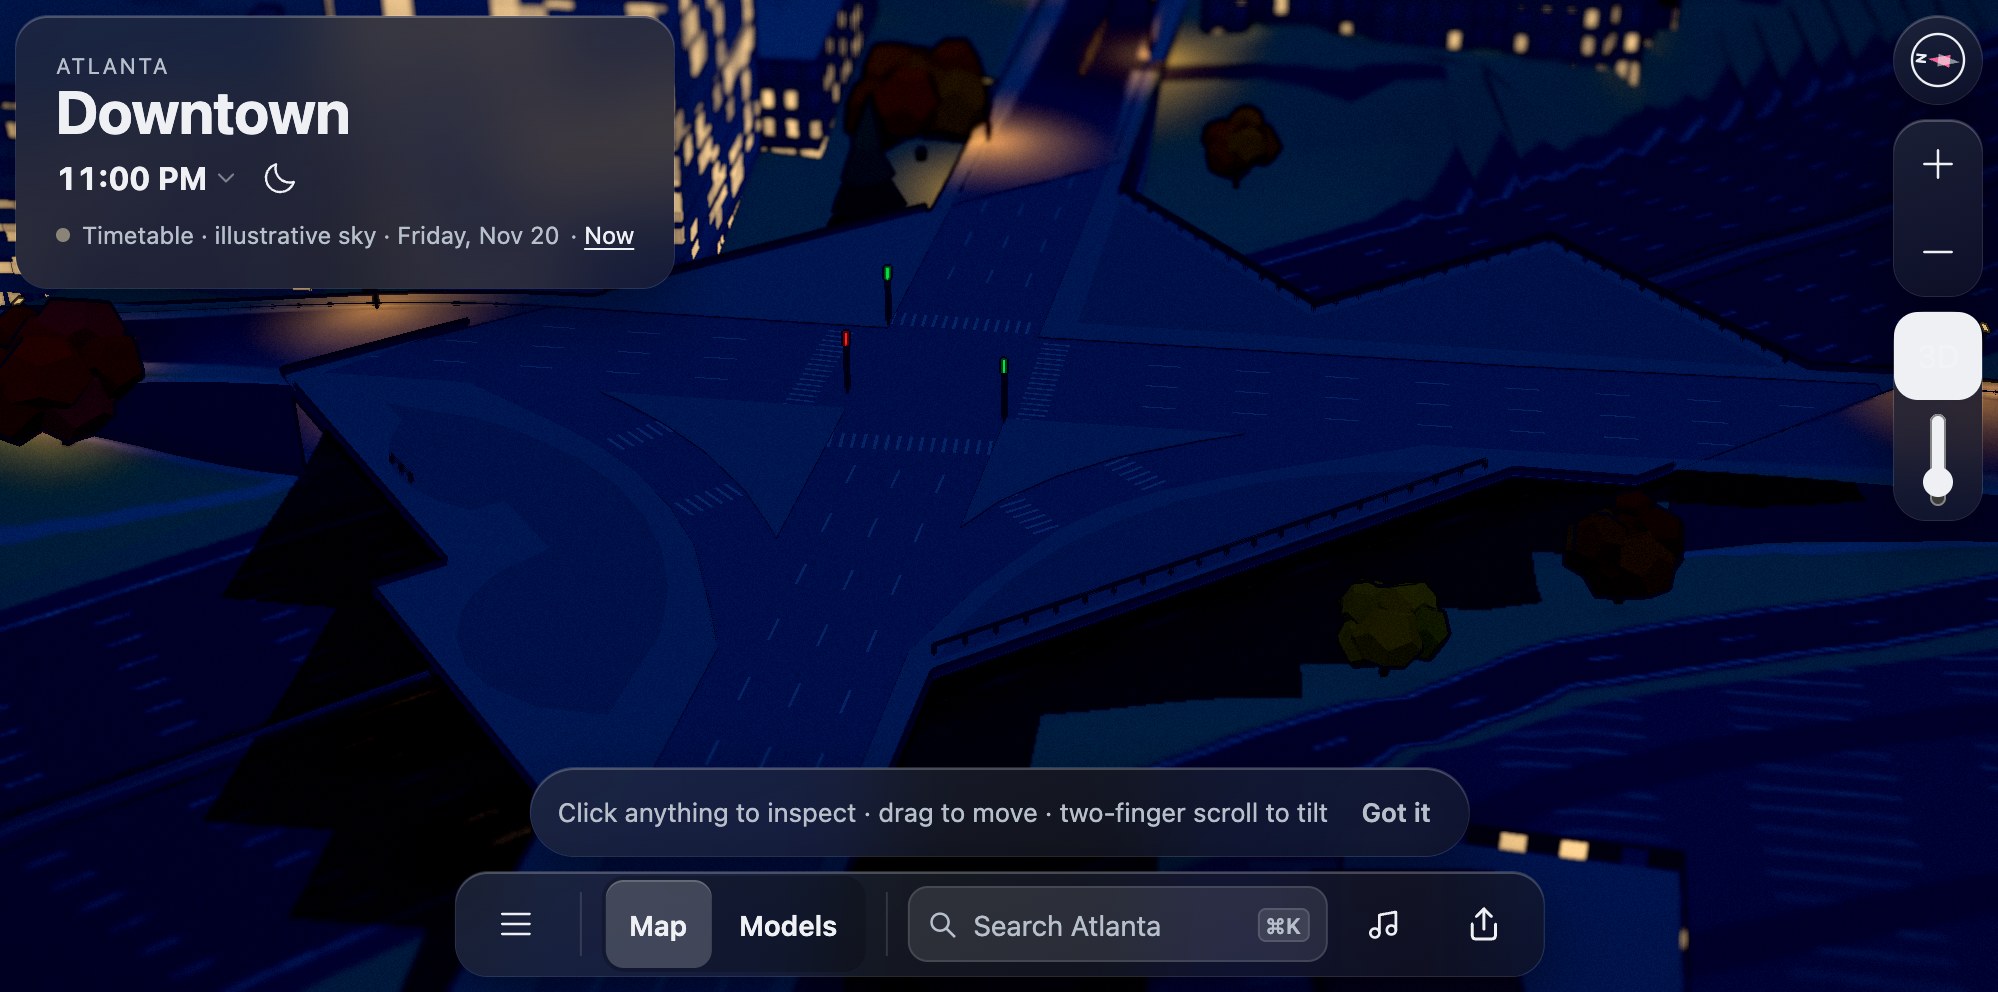 ATLANTA
Downtown
11:00 PM
Timetable · illustrative sky · Friday, Nov 20 · Now
N
3D
Click anything to inspect · drag to move · two-finger scroll to tilt Got it
Map Models Search Atlanta ⌘K